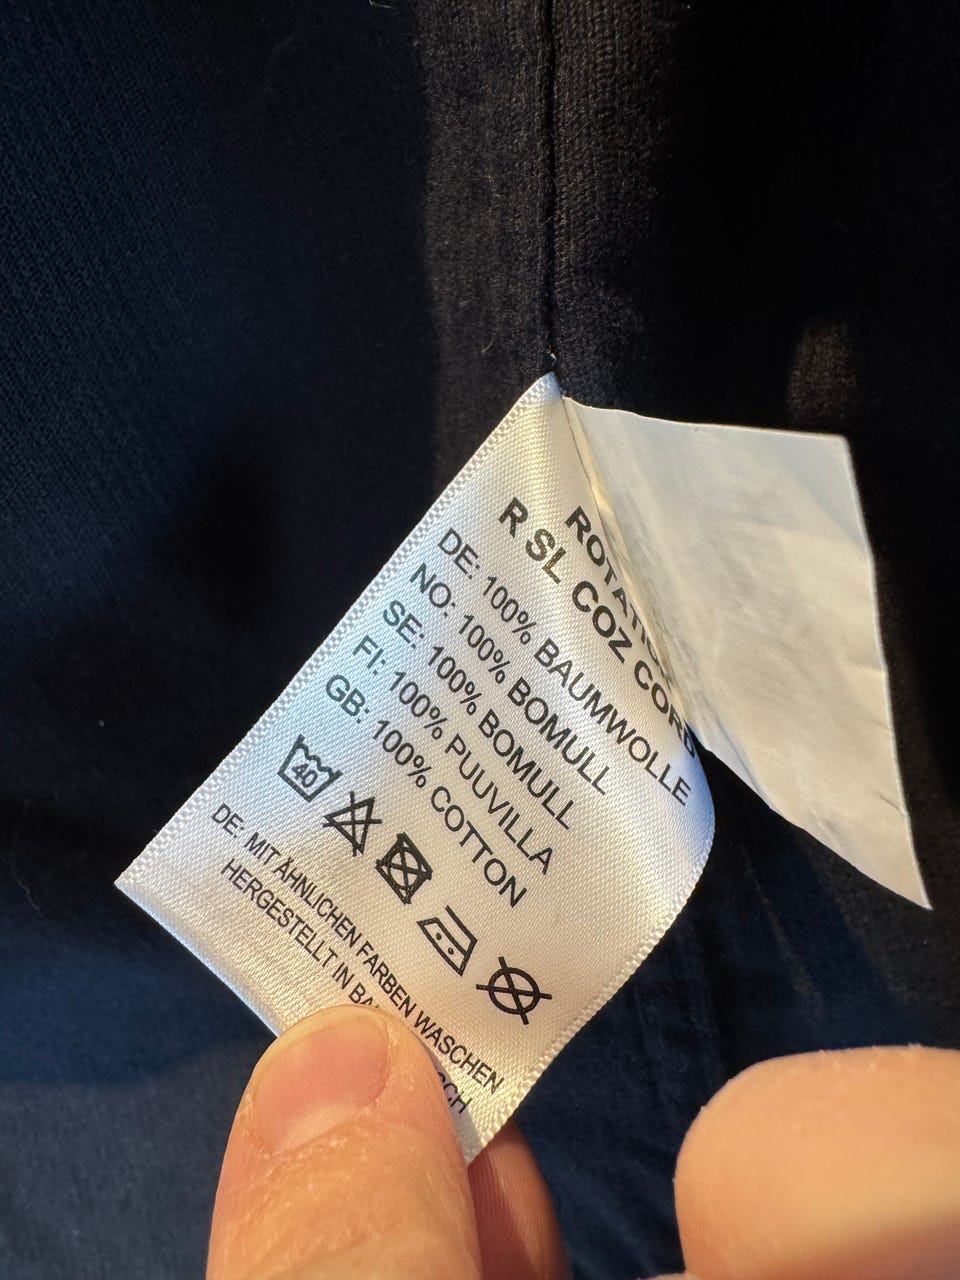 R SL COZ CORD
DE: 100% BAUMWOLLE
NO: 100% BOMULL
SE: 100% BOMULL
FI: 100% PUUVILLA
GB: 100% COTTON
40
DE: MIT ÄHNLICHEN FARBEN WASCHEN
HERGESTELLT IN